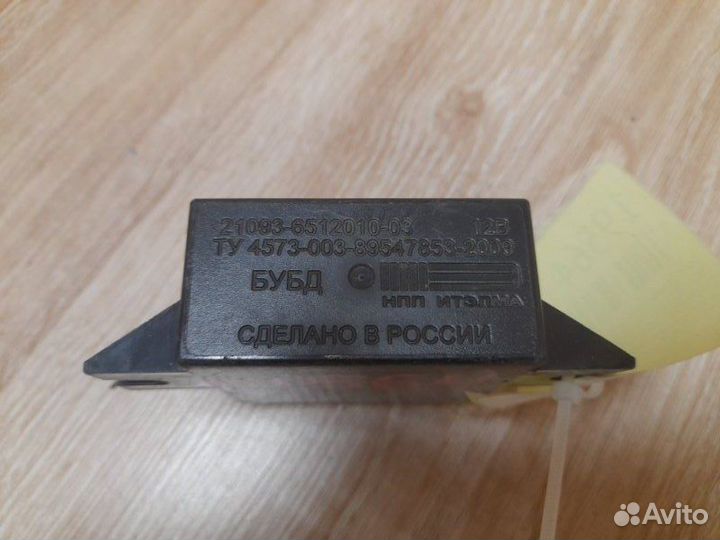 21093-6512010-03 12В
ТУ 4573-003-89547853-2009
БУБД
НПП ИТЭЛМА
СДЕЛАНО В РОССИИ
Avito